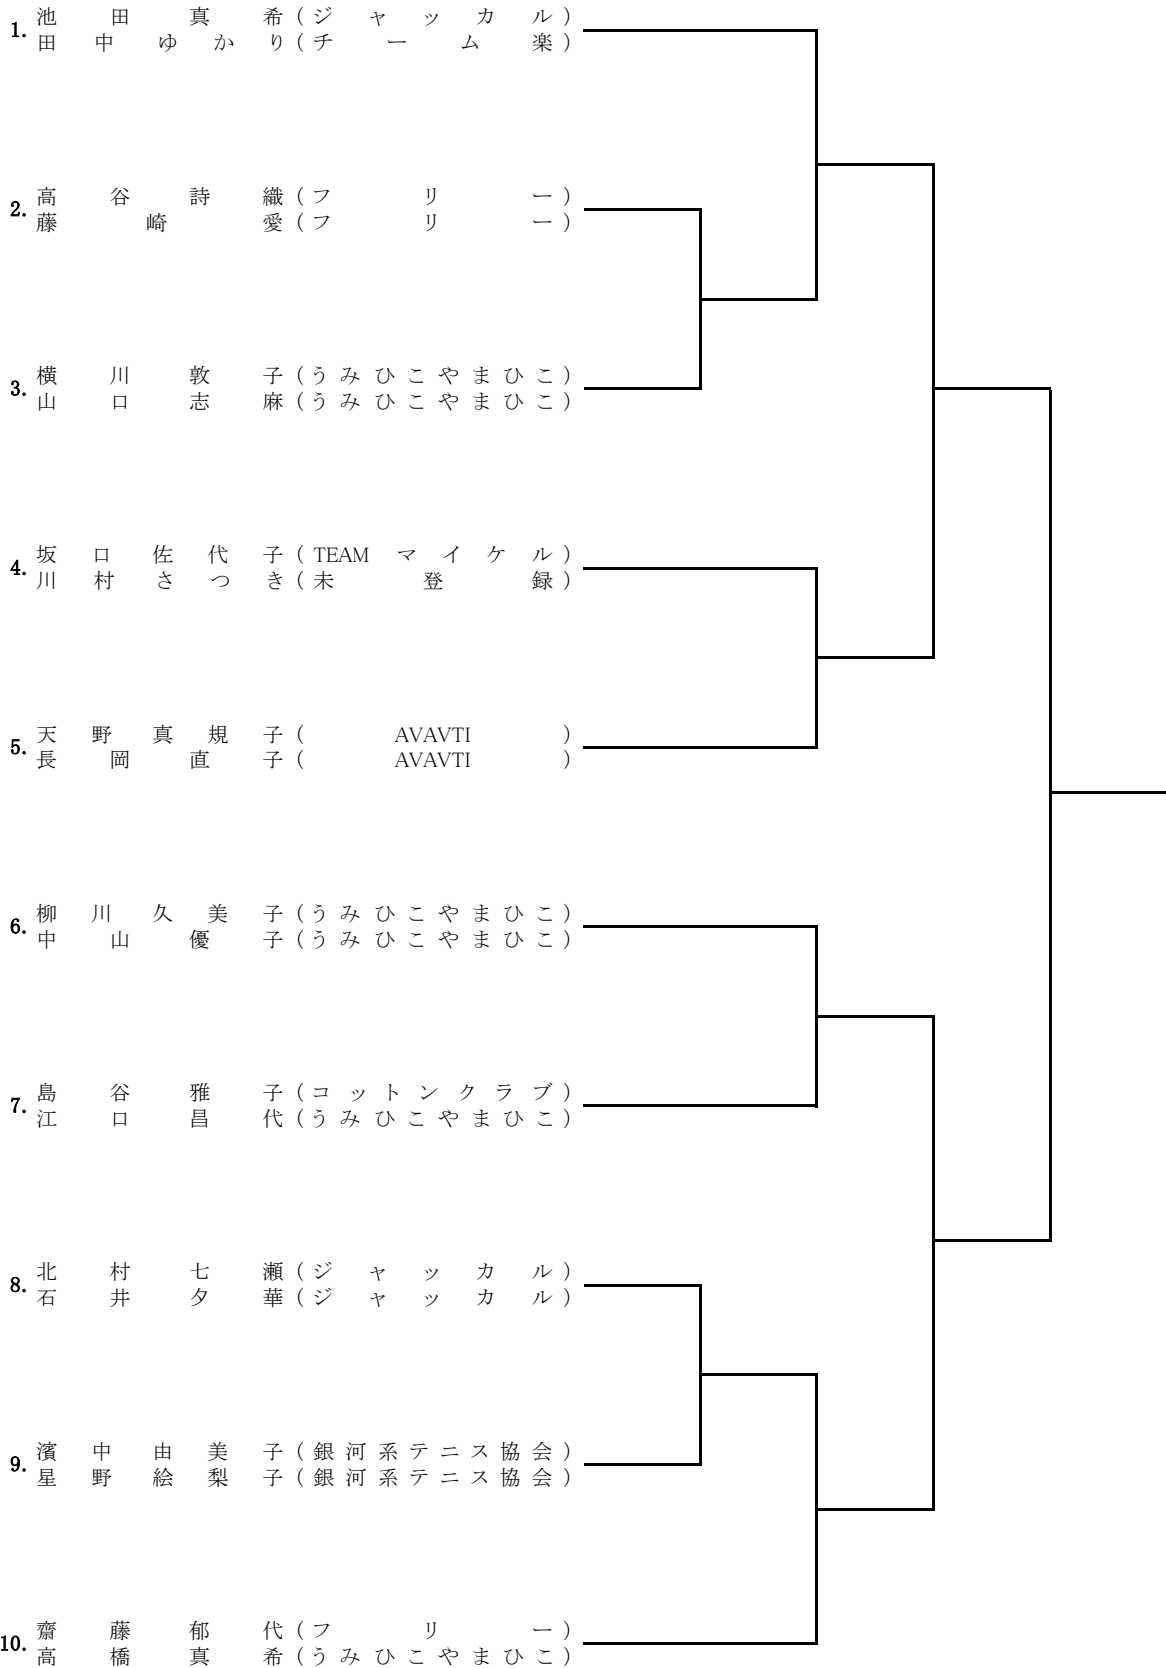 1. 池田真希(ジャッカル)
田中ゆかり(チーム楽)
2. 高谷詩織(フリー)
藤崎愛(フリー)
3. 横川敦子(うみひこやまひこ)
山口志麻(うみひこやまひこ)
4. 坂口佐代子(TEAMマイケル)
川村さつき(未登録)
5. 天野真規子(AVAVTI)
長岡直子(AVAVTI)
6. 柳川久美子(うみひこやまひこ)
中山優子(うみひこやまひこ)
7. 島谷雅子(コットンクラブ)
江口昌代(うみひこやまひこ)
8. 北村七瀬(ジャッカル)
石井夕華(ジャッカル)
9. 濱中由美子(銀河系テニス協会)
星野絵梨子(銀河系テニス協会)
10. 齋藤郁代(フリー)
高橋真希(うみひこやまひこ)